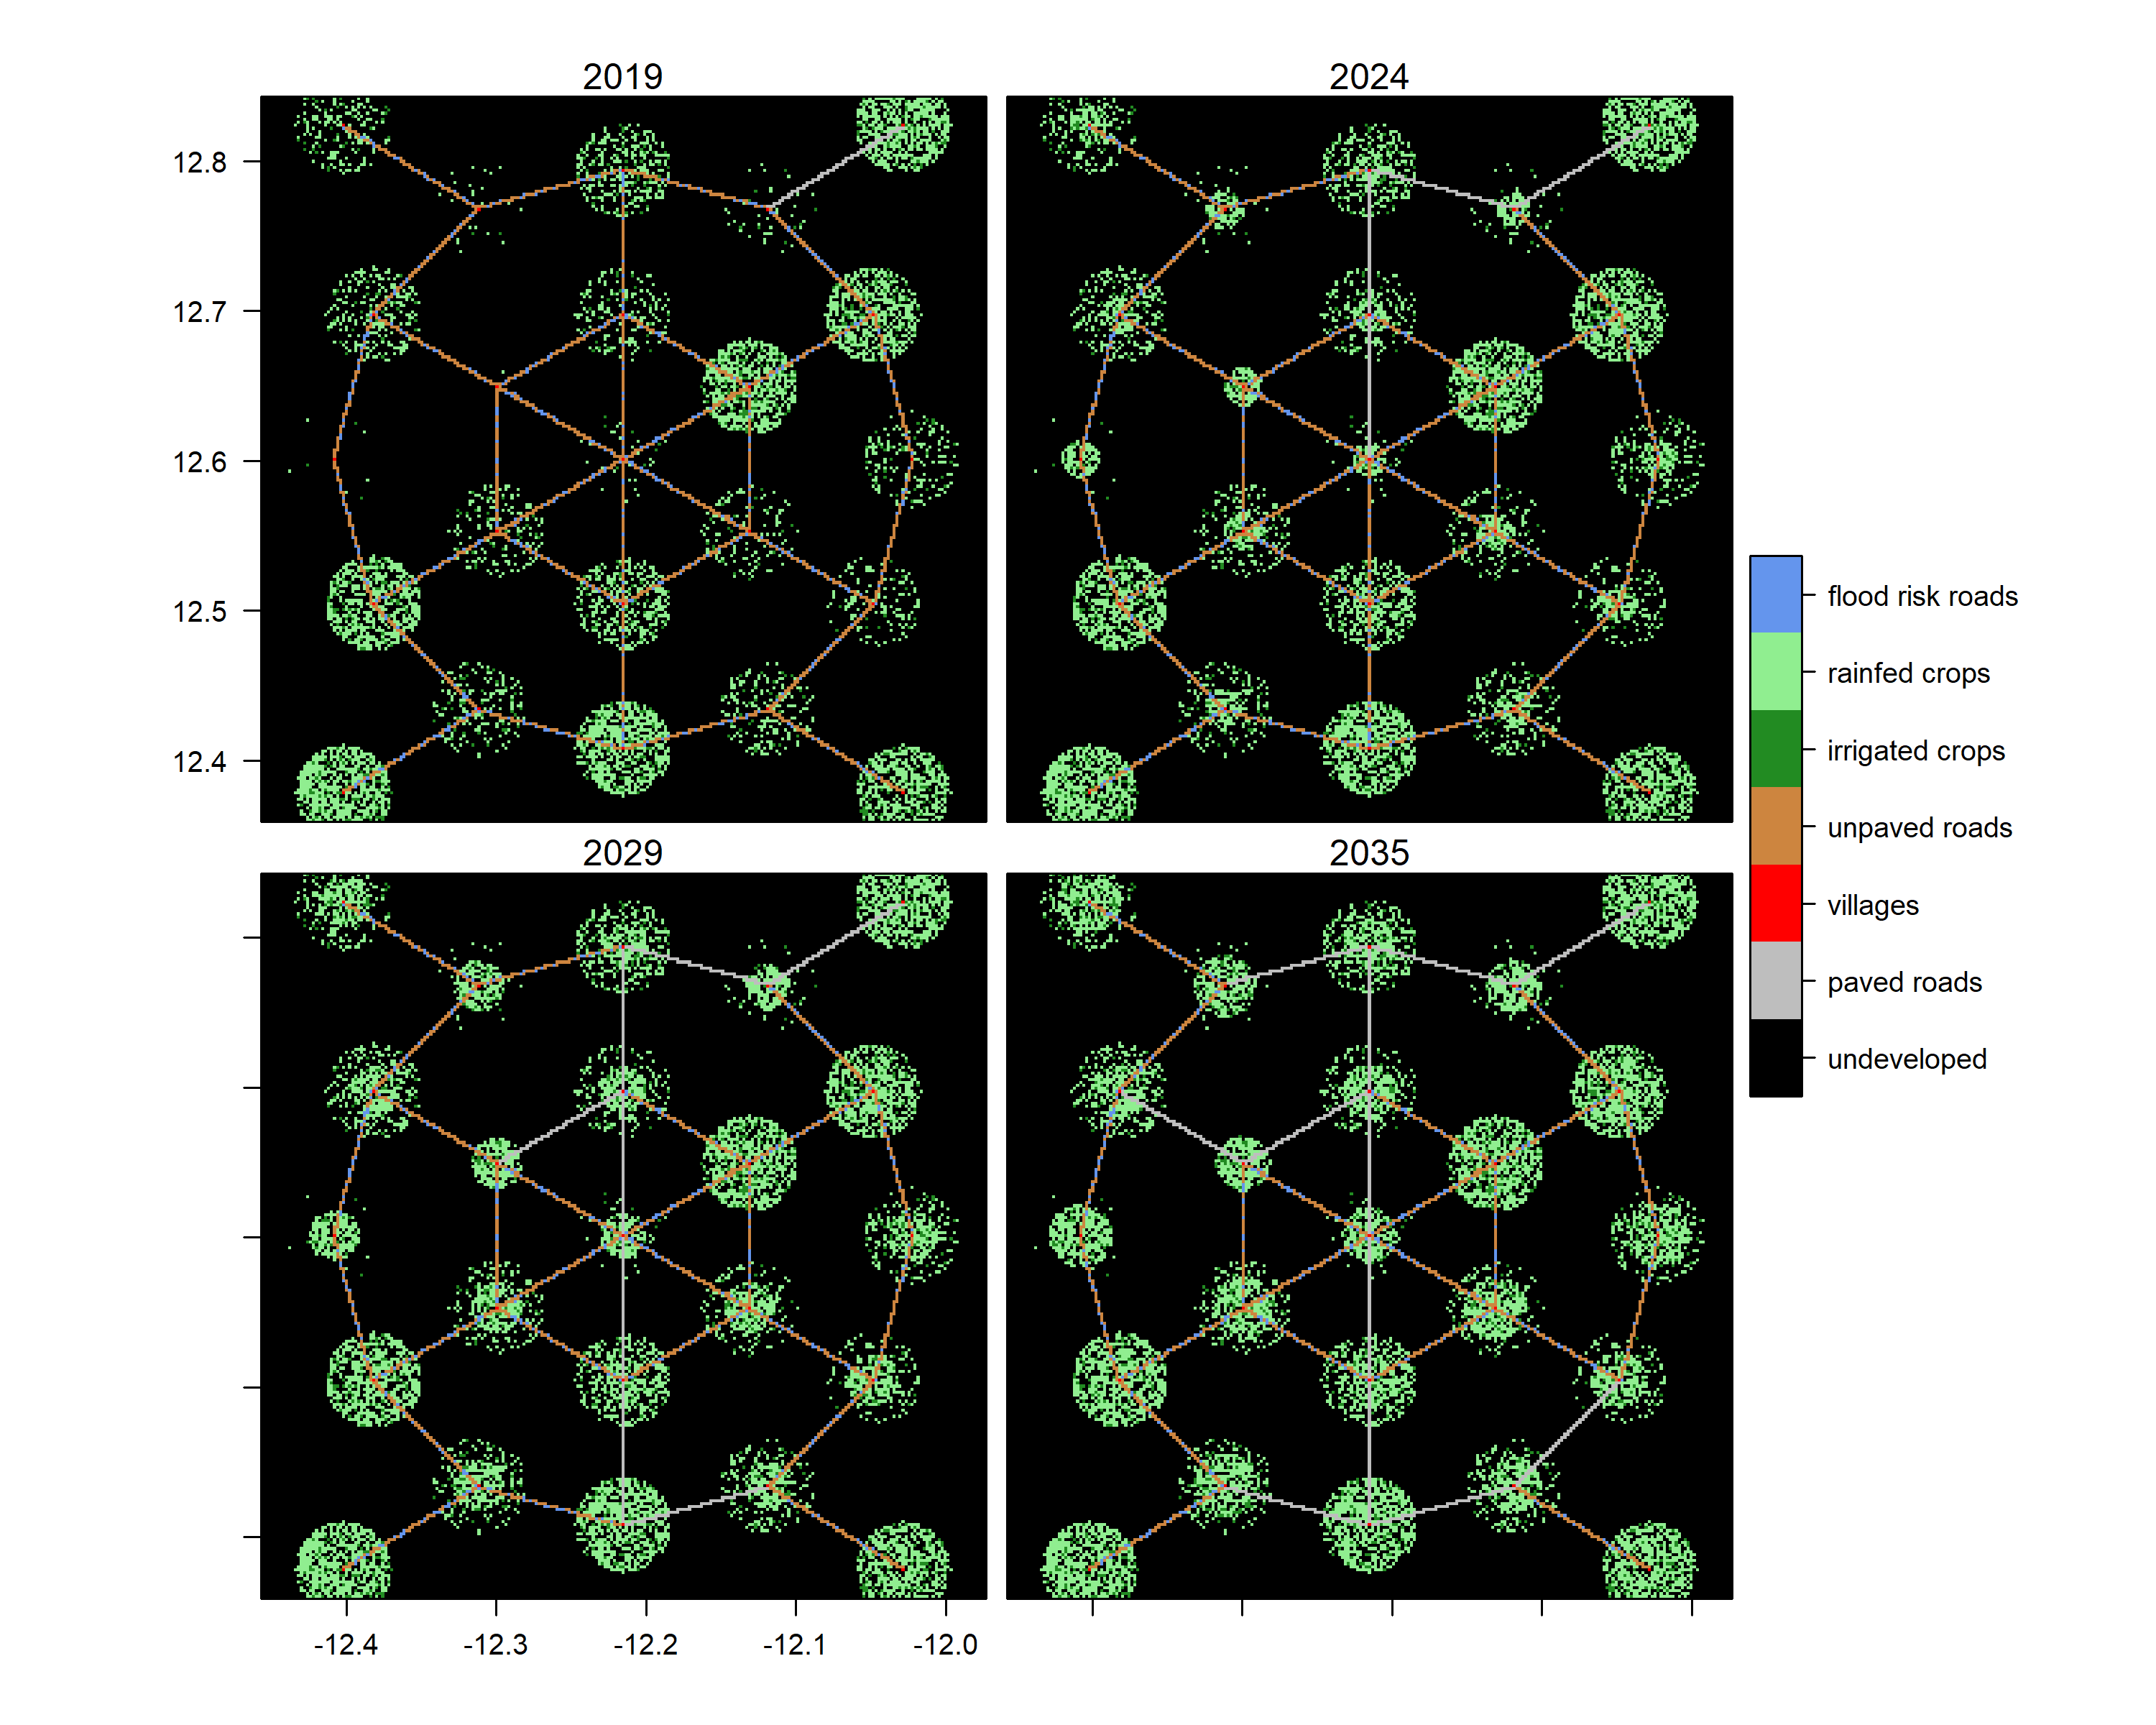 2019
2024
12.8
12.7
12.6
12.5
12.4
2029
2035
-12.4
-12.3
-12.2
-12.1
-12.0
flood risk roads
rainfed crops
irrigated crops
unpaved roads
villages
paved roads
undeveloped